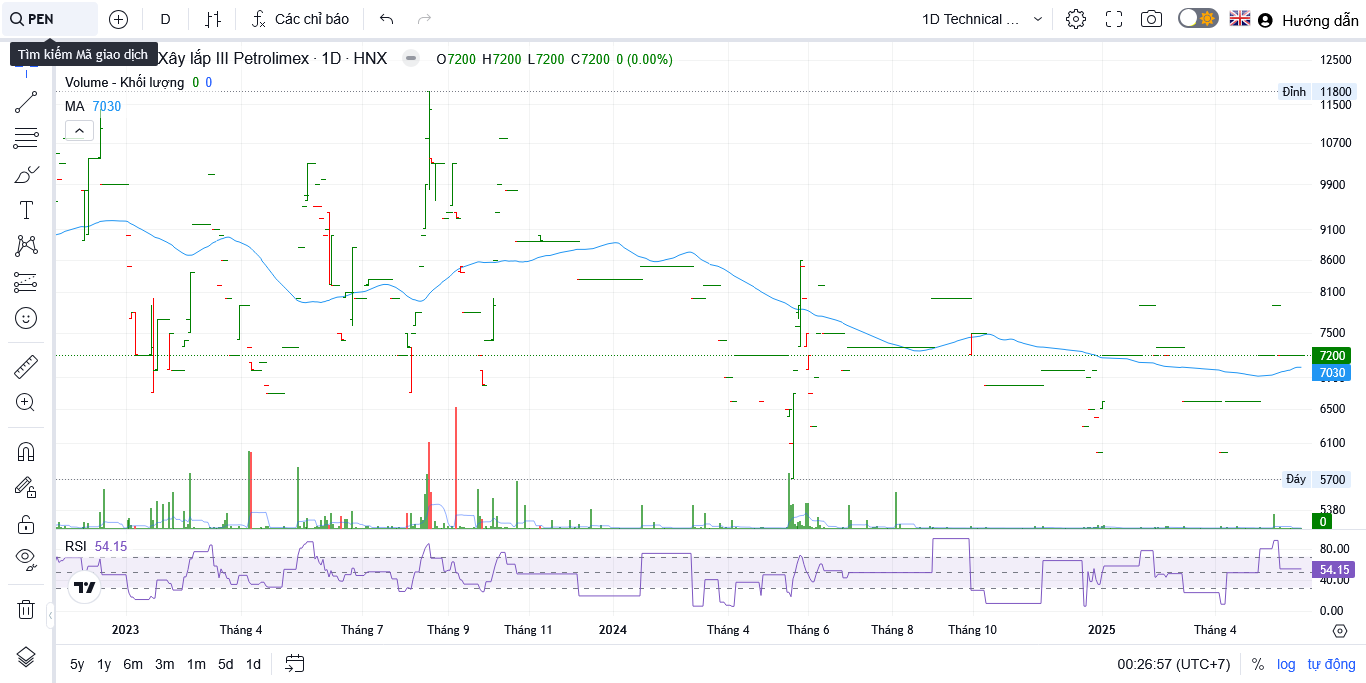 PEN D Các chỉ báo 1D Technical ... Hướng dẫn
Tìm kiếm Mã giao dịch
Xây lắp III Petrolimex · 1D · HNX O7200 H7200 L7200 C7200 0 (0.00%)
Volume - Khối lượng 0 0
MA 7030
12500
Đỉnh 11800
11500
10700
9900
9100
8600
8100
7500
7200
7030
6500
6100
Đáy 5700
5380
0
RSI 54.15
80.00
54.15
40.00
0.00
2023 Tháng 4 Tháng 7 Tháng 9 Tháng 11 2024 Tháng 4 Tháng 6 Tháng 8 Tháng 10 2025 Tháng 4
5y 1y 6m 3m 1m 5d 1d 00:26:57 (UTC+7) % log tự động